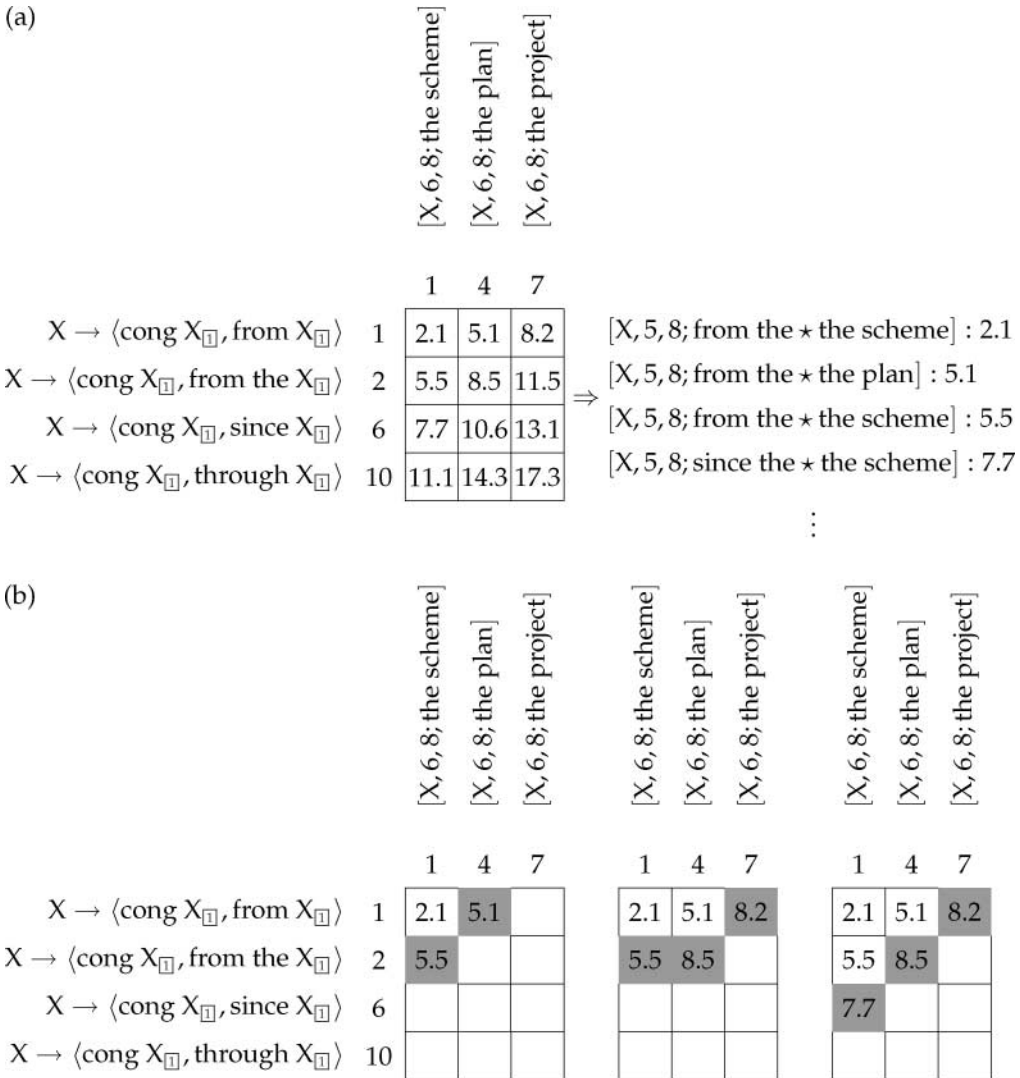 (a)
[X, 6, 8; the scheme]
[X, 6, 8; the plan]
[X, 6, 8; the project]
1 4 7
X → ⟨cong X₁, from X₁⟩ 1 2.1 5.1 8.2
X → ⟨cong X₁, from the X₁⟩ 2 5.5 8.5 11.5
X → ⟨cong X₁, since X₁⟩ 6 7.7 10.6 13.1
X → ⟨cong X₁, through X₁⟩ 10 11.1 14.3 17.3
⇒
[X, 5, 8; from the ⋆ the scheme] : 2.1
[X, 5, 8; from the ⋆ the plan] : 5.1
[X, 5, 8; from the ⋆ the scheme] : 5.5
[X, 5, 8; since the ⋆ the scheme] : 7.7
⋮
(b)
[X, 6, 8; the scheme]
[X, 6, 8; the plan]
[X, 6, 8; the project]
[X, 6, 8; the scheme]
[X, 6, 8; the plan]
[X, 6, 8; the project]
[X, 6, 8; the scheme]
[X, 6, 8; the plan]
[X, 6, 8; the project]
1 4 7 1 4 7 1 4 7
X → ⟨cong X₁, from X₁⟩ 1 2.1 5.1 2.1 5.1 8.2 2.1 5.1 8.2
X → ⟨cong X₁, from the X₁⟩ 2 5.5 5.5 8.5 5.5 8.5
X → ⟨cong X₁, since X₁⟩ 6 7.7
X → ⟨cong X₁, through X₁⟩ 10